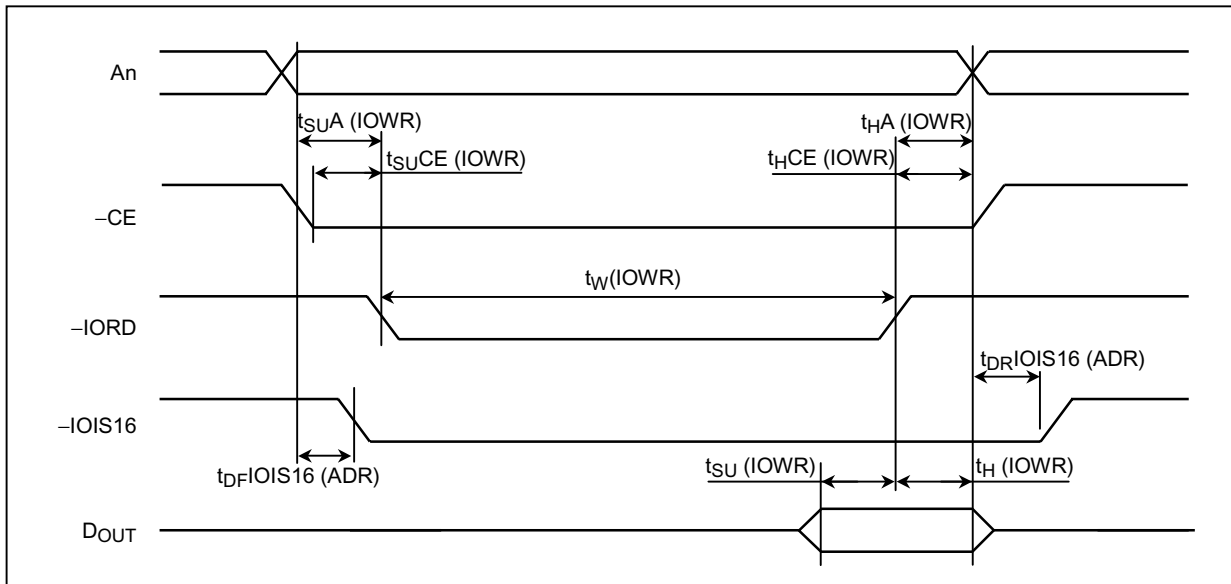 An
tSUA (IOWR)
tHA (IOWR)
tSUCE (IOWR)
tHCE (IOWR)
–CE
tW(IOWR)
–IORD
tDRIOIS16 (ADR)
–IOIS16
tDFIOIS16 (ADR)
tSU (IOWR)
tH (IOWR)
DOUT